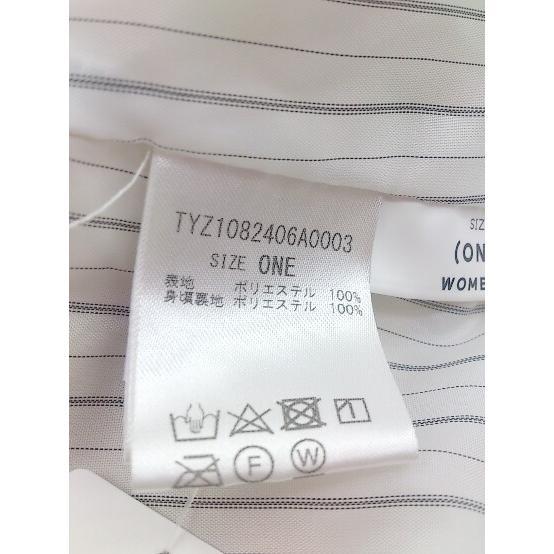 TYZ1082406A0003
SIZE ONE
表地 ポリエステル 100%
身頃裏地 ポリエステル 100%
F
W
(ON
WOME